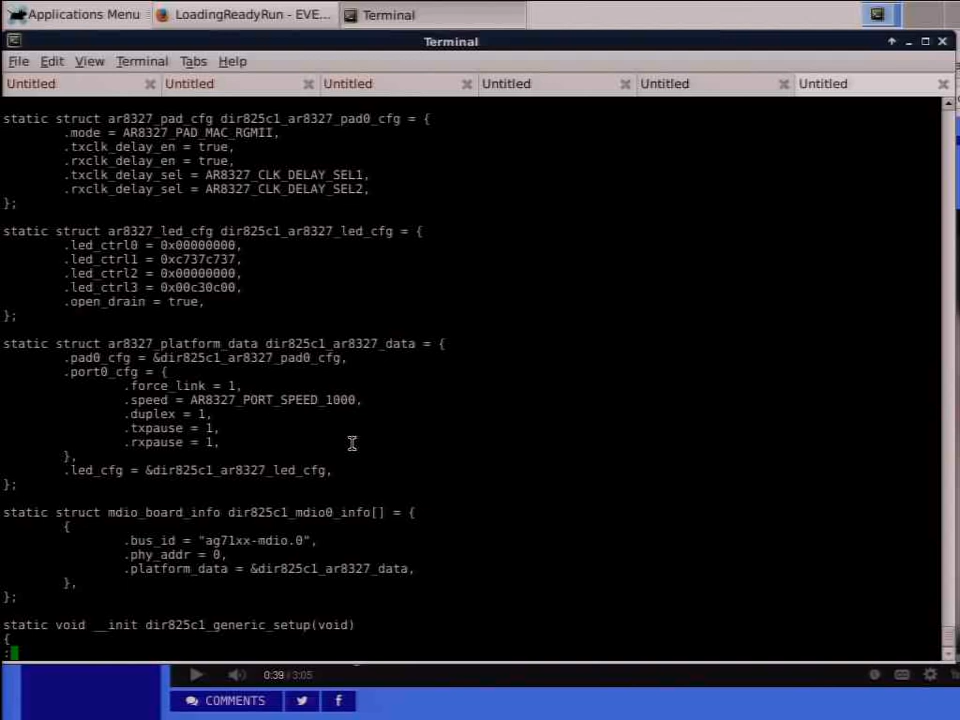 Applications Menu
LoadingReadyRun - EVE...
Terminal
Terminal
File Edit View Terminal Tabs Help
Untitled Untitled Untitled Untitled Untitled Untitled
static struct ar8327_pad_cfg dir825c1_ar8327_pad0_cfg = {
        .mode = AR8327_PAD_MAC_RGMII,
        .txclk_delay_en = true,
        .rxclk_delay_en = true,
        .txclk_delay_sel = AR8327_CLK_DELAY_SEL1,
        .rxclk_delay_sel = AR8327_CLK_DELAY_SEL2,
};
static struct ar8327_led_cfg dir825c1_ar8327_led_cfg = {
        .led_ctrl0 = 0x00000000,
        .led_ctrl1 = 0xc737c737,
        .led_ctrl2 = 0x00000000,
        .led_ctrl3 = 0x00c30c00,
        .open_drain = true,
};
static struct ar8327_platform_data dir825c1_ar8327_data = {
        .pad0_cfg = &dir825c1_ar8327_pad0_cfg,
        .port0_cfg = {
                .force_link = 1,
                .speed = AR8327_PORT_SPEED_1000,
                .duplex = 1,
                .txpause = 1,
                .rxpause = 1,
        },
        .led_cfg = &dir825c1_ar8327_led_cfg,
};
static struct mdio_board_info dir825c1_mdio0_info[] = {
        {
                .bus_id = "ag71xx-mdio.0",
                .phy_addr = 0,
                .platform_data = &dir825c1_ar8327_data,
        },
};
static void __init dir825c1_generic_setup(void)
{
:
0:39 / 3:05
COMMENTS